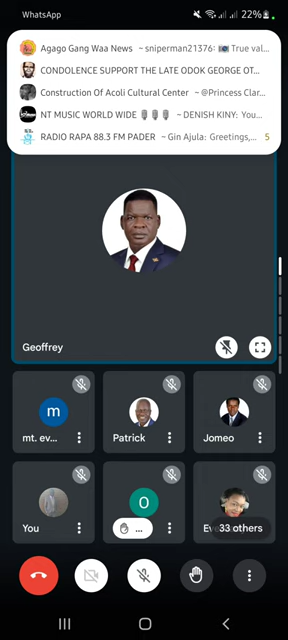 WhatsApp
22%
Agago Gang Waa News ~ sniperman21376: 📷 True val...
CONDOLENCE SUPPORT THE LATE ODOK GEORGE OT...
Construction Of Acoli Cultural Center ~ @Princess Clar...
NT MUSIC WORLD WIDE 🎙🎙🎙 ~ DENISH KINY: You...
RADIO RAPA 88.3 FM PADER ~ Gin Ajula: Greetings,... 5
Geoffrey
m
mt. ev...
Patrick
Jomeo
You
O
...
33 others